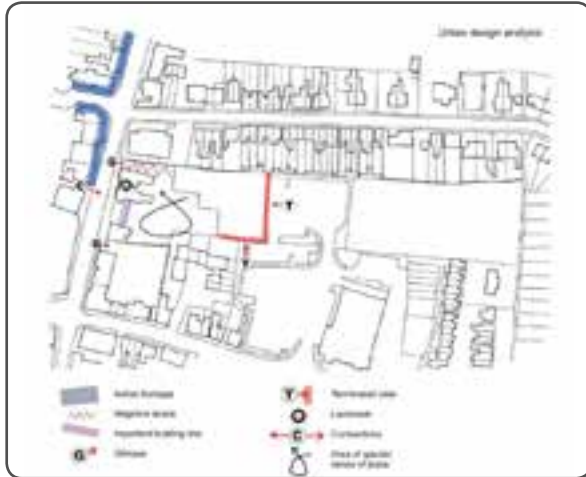 Urban design analysis
T
Active frontage
Negative space
Important building line
G
Glimpse
T
Terminated view
Landmark
C
Connections
Area of greater sense of place